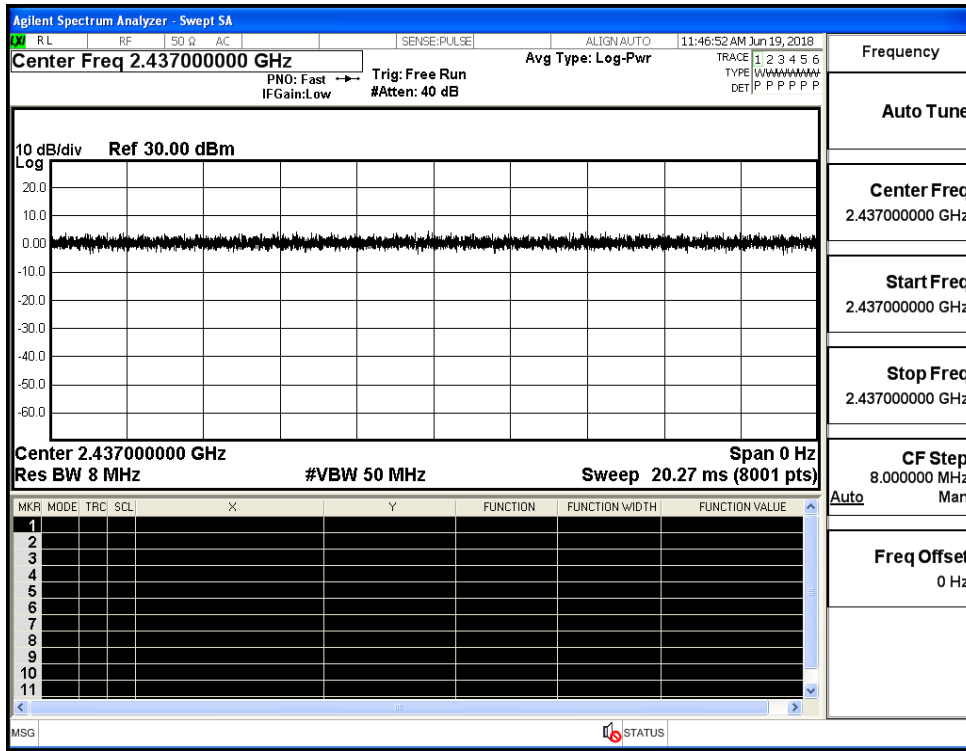 Agilent Spectrum Analyzer - Swept SA
LXI RL RF 50 Ω AC SENSE:PULSE ALIGN AUTO 11:46:52 AM Jun 19, 2018
Center Freq 2.437000000 GHz
PNO: Fast
IFGain:Low
Trig: Free Run
#Atten: 40 dB
Avg Type: Log-Pwr
TRACE 1 2 3 4 5 6
TYPE
DET P P P P P P
10 dB/div Ref 30.00 dBm
Log
20.0
10.0
0.00
-10.0
-20.0
-30.0
-40.0
-50.0
-60.0
Center 2.437000000 GHz Span 0 Hz
Res BW 8 MHz #VBW 50 MHz Sweep 20.27 ms (8001 pts)
MKR MODE TRC SCL X Y FUNCTION FUNCTION WIDTH FUNCTION VALUE
1
2
3
4
5
6
7
8
9
10
11
MSG STATUS
Frequency
Auto Tune
Center Freq
2.437000000 GHz
Start Freq
2.437000000 GHz
Stop Freq
2.437000000 GHz
CF Step
8.000000 MHz
Auto Man
Freq Offset
0 Hz